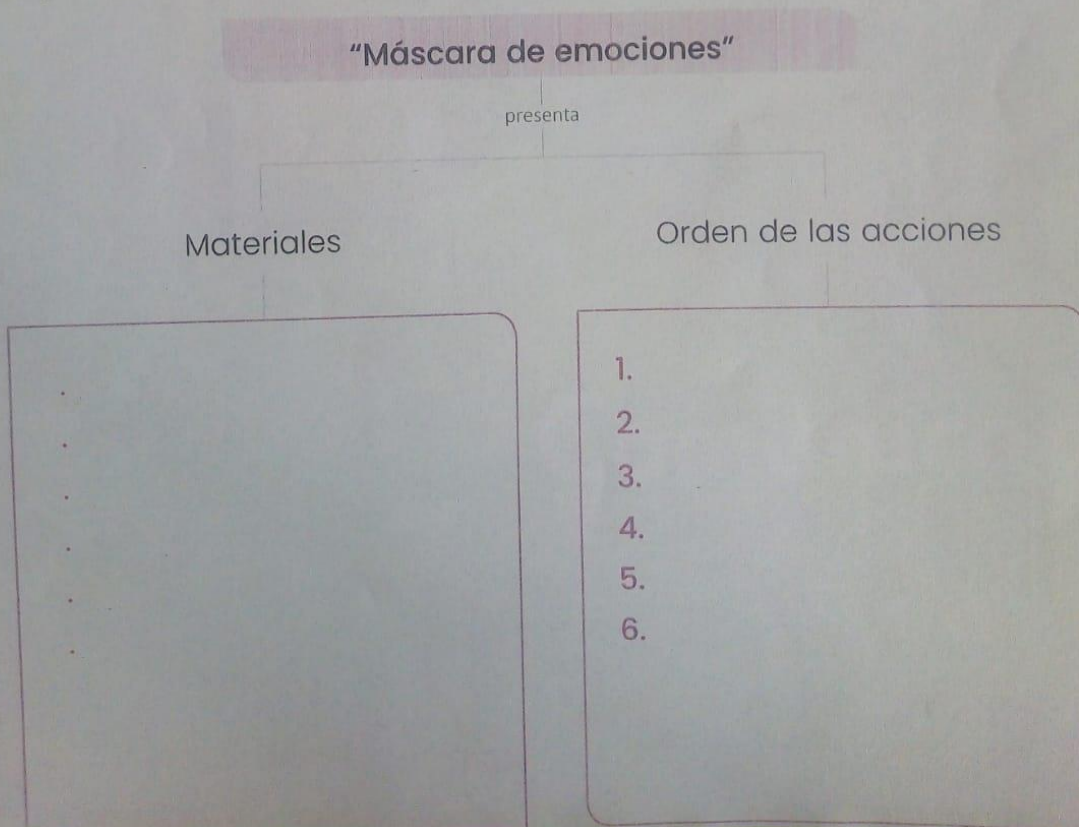 “Máscara de emociones”
presenta
Materiales
Orden de las acciones
1.
2.
3.
4.
5.
6.